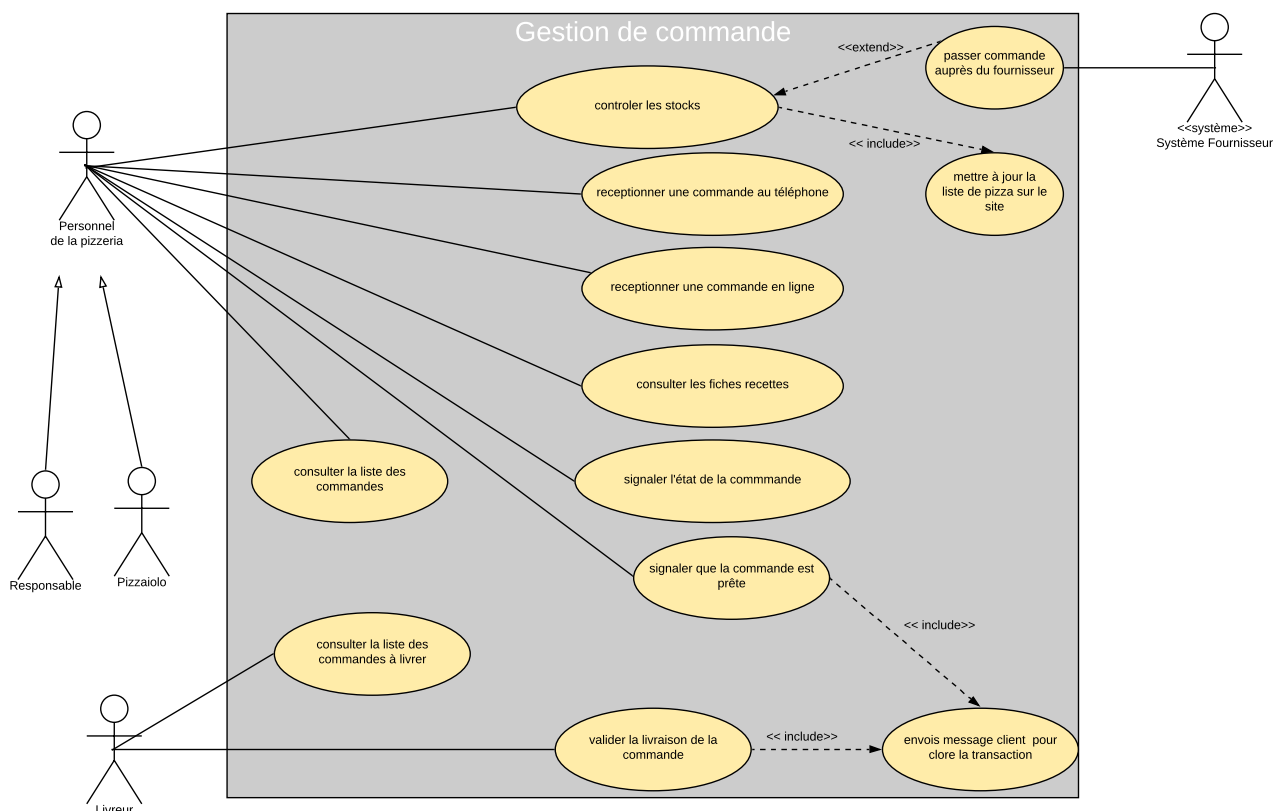 Gestion de commande
<<extend>>
passer commande
auprès du fournisseur
controler les stocks
<<système>>
Système Fournisseur
<< include>>
mettre à jour la
liste de pizza sur le
site
receptionner une commande au téléphone
Personnel
de la pizzeria
receptionner une commande en ligne
consulter les fiches recettes
consulter la liste des
commandes
signaler l'état de la commmande
signaler que la commande est
prête
Responsable
Pizzaiolo
<< include>>
consulter la liste des
commandes à livrer
valider la livraison de la
commande
<< include>>
envois message client  pour
clore la transaction
Livreur